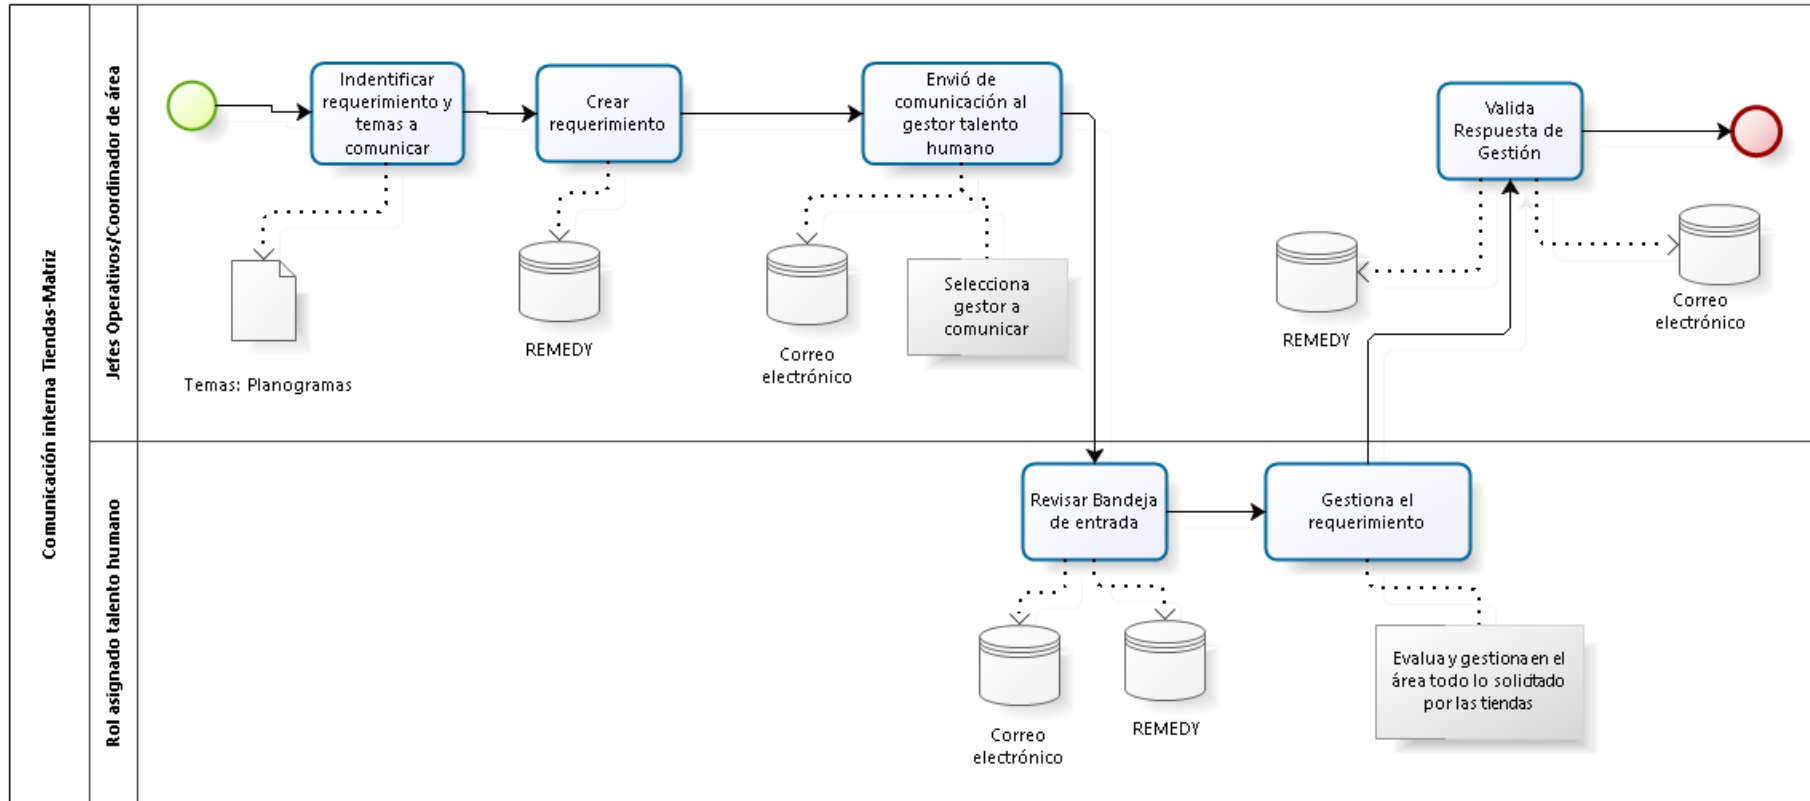 Comunicación interna Tiendas-Matriz
Jefes Operativos/Coordinador de área
Indentificar
requerimiento y
temas a
comunicar
Crear
requerimiento
Envió de
comunicación al
gestor talento
humano
Valida
Respuesta de
Gestión
Temas: Planogramas
REMEDY
Correo
electrónico
Selecciona
gestor a
comunicar
REMEDY
Correo
electrónico
Rol asignado talento humano
Revisar Bandeja
de entrada
Gestiona el
requerimiento
Correo
electrónico
REMEDY
Evalua y gestiona en el
área todo lo solicitado
por las tiendas